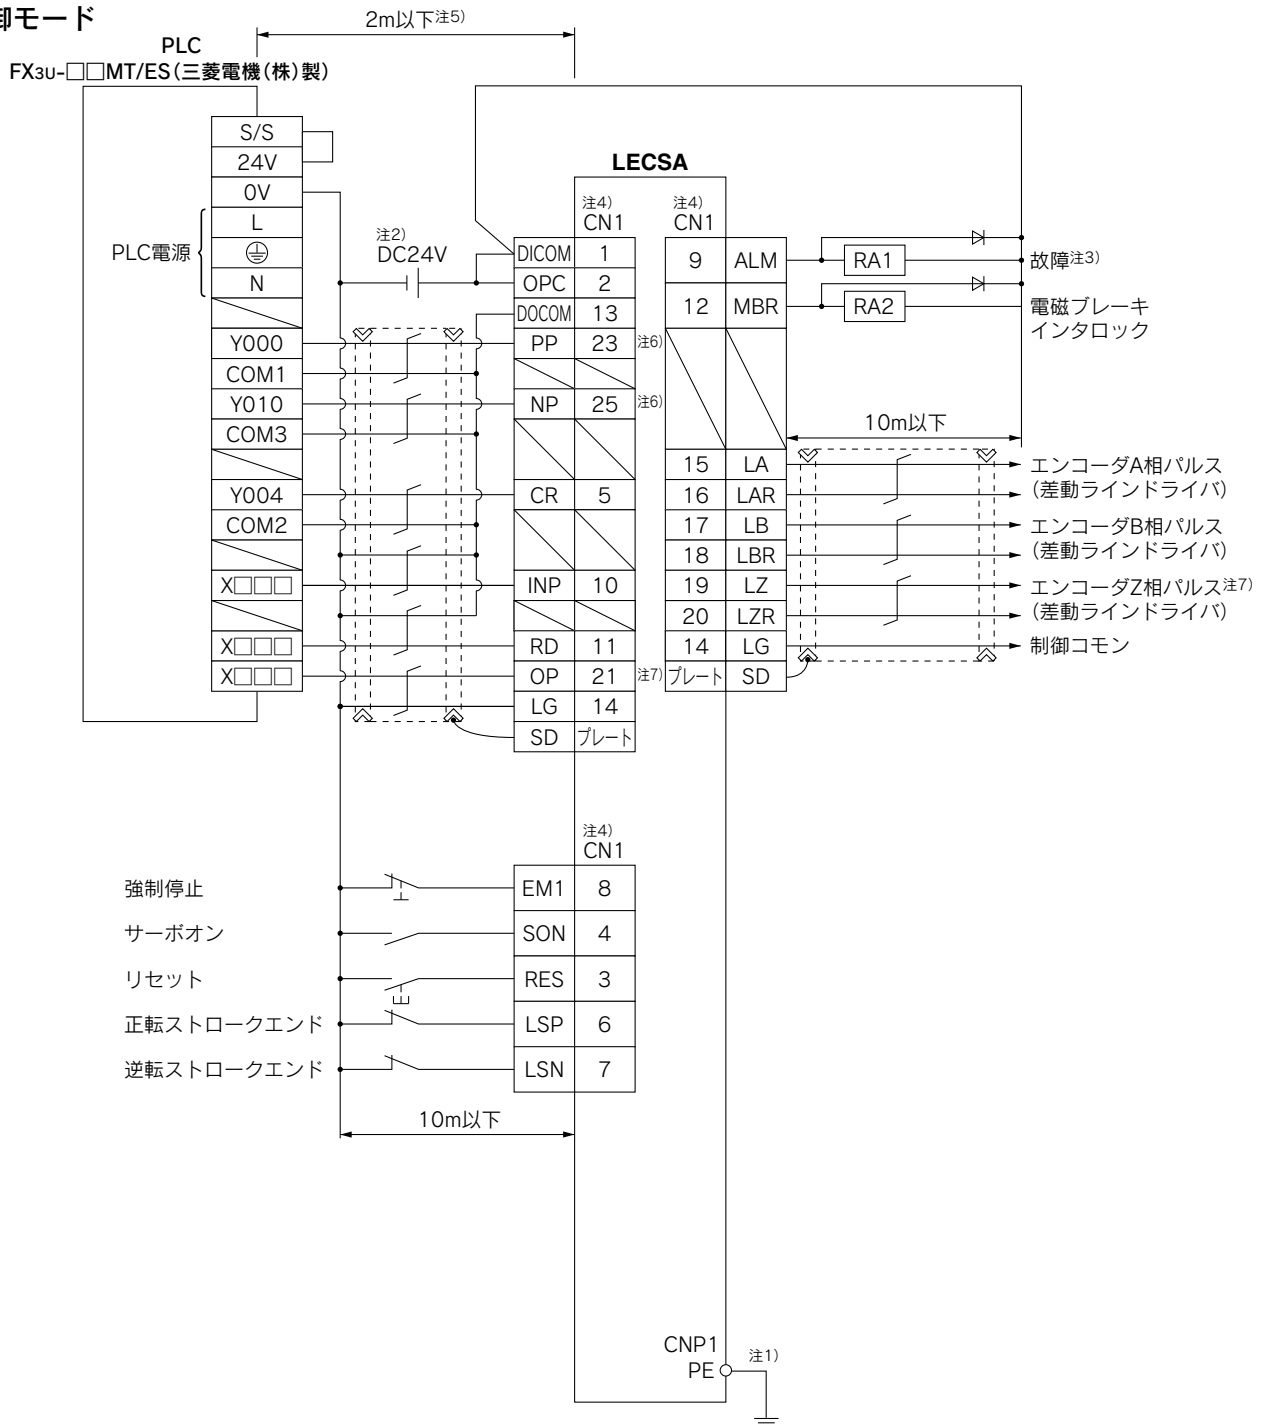 御モード
2m以下注5)
PLC
FX3U-□□MT/ES(三菱電機(株)製)
S/S
24V
0V
L
N
PLC電源
Y000
COM1
Y010
COM3
Y004
COM2
X□□□
X□□□
X□□□
注2)
DC24V
LECSA
注4)
CN1
DICOM 1
OPC 2
DOCOM 13
PP 23 注6)
NP 25 注6)
CR 5
INP 10
RD 11
OP 21 注7)
LG 14
SD プレート
注4)
CN1
9 ALM
12 MBR
15 LA
16 LAR
17 LB
18 LBR
19 LZ
20 LZR
14 LG
プレート SD
RA1
故障注3)
RA2
電磁ブレーキ
インタロック
10m以下
エンコーダA相パルス
(差動ラインドライバ)
エンコーダB相パルス
(差動ラインドライバ)
エンコーダZ相パルス注7)
(差動ラインドライバ)
制御コモン
注4)
CN1
強制停止 EM1 8
サーボオン SON 4
リセット RES 3
正転ストロークエンド LSP 6
逆転ストロークエンド LSN 7
10m以下
CNP1
PE 注1)